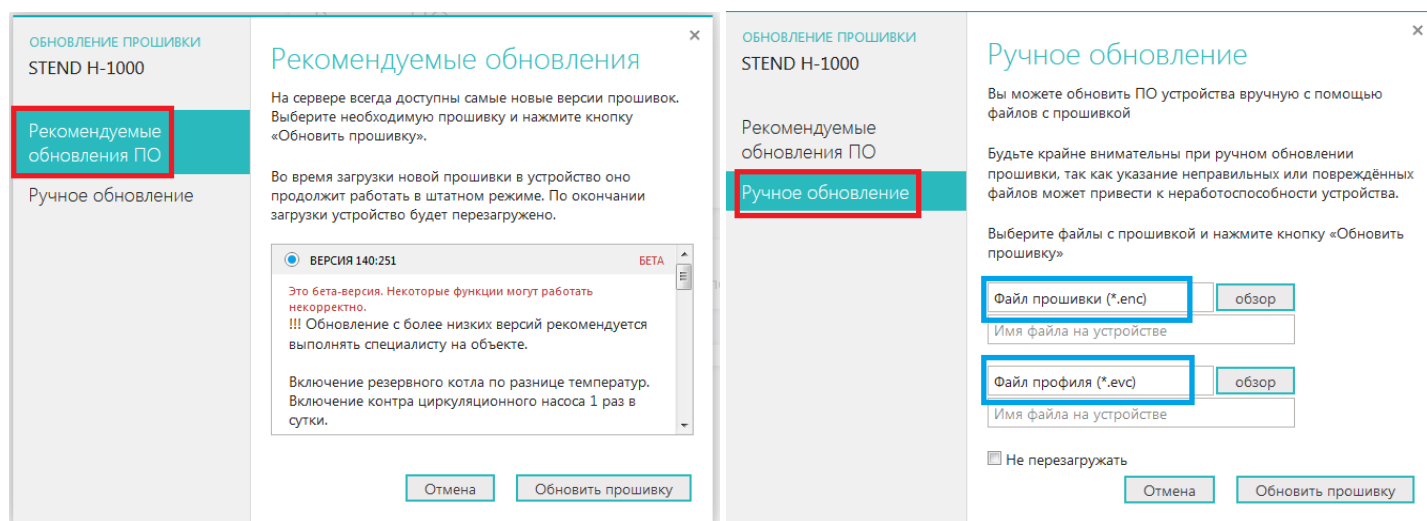 ОБНОВЛЕНИЕ ПРОШИВКИ
STEND H-1000
Рекомендуемые
обновления ПО
Ручное обновление
Рекомендуемые обновления
На сервере всегда доступны самые новые версии прошивок.
Выберите необходимую прошивку и нажмите кнопку
«Обновить прошивку».
Во время загрузки новой прошивки в устройство оно
продолжит работать в штатном режиме. По окончании
загрузки устройство будет перезагружено.
ВЕРСИЯ 140:251 БЕТА
Это бета-версия. Некоторые функции могут работать
некорректно.
!!! Обновление с более низких версий рекомендуется
выполнять специалисту на объекте.
Включение резервного котла по разнице температур.
Включение контра циркуляционного насоса 1 раз в
сутки.
Отмена Обновить прошивку
ОБНОВЛЕНИЕ ПРОШИВКИ
STEND H-1000
Рекомендуемые
обновления ПО
Ручное обновление
Ручное обновление
Вы можете обновить ПО устройства вручную с помощью
файлов с прошивкой
Будьте крайне внимательны при ручном обновлении
прошивки, так как указание неправильных или повреждённых
файлов может привести к неработоспособности устройства.
Выберите файлы с прошивкой и нажмите кнопку «Обновить
прошивку»
Файл прошивки (*.enc) обзор
Имя файла на устройстве
Файл профиля (*.evc) обзор
Имя файла на устройстве
Не перезагружать
Отмена Обновить прошивку